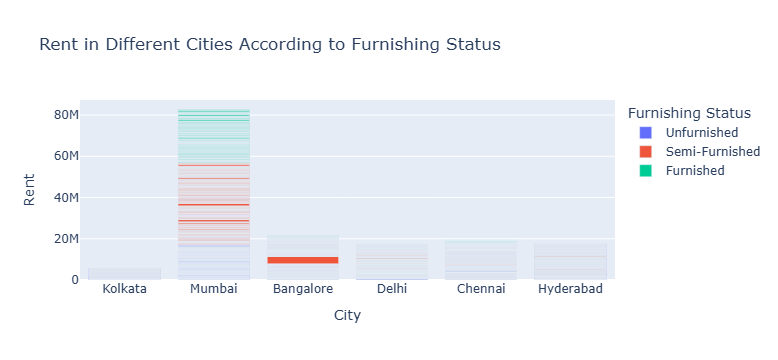 Rent in Different Cities According to Furnishing Status
Furnishing Status
Unfurnished
Semi-Furnished
Furnished
Rent
80M
60M
40M
20M
0
Kolkata
Mumbai
Bangalore
Delhi
Chennai
Hyderabad
City